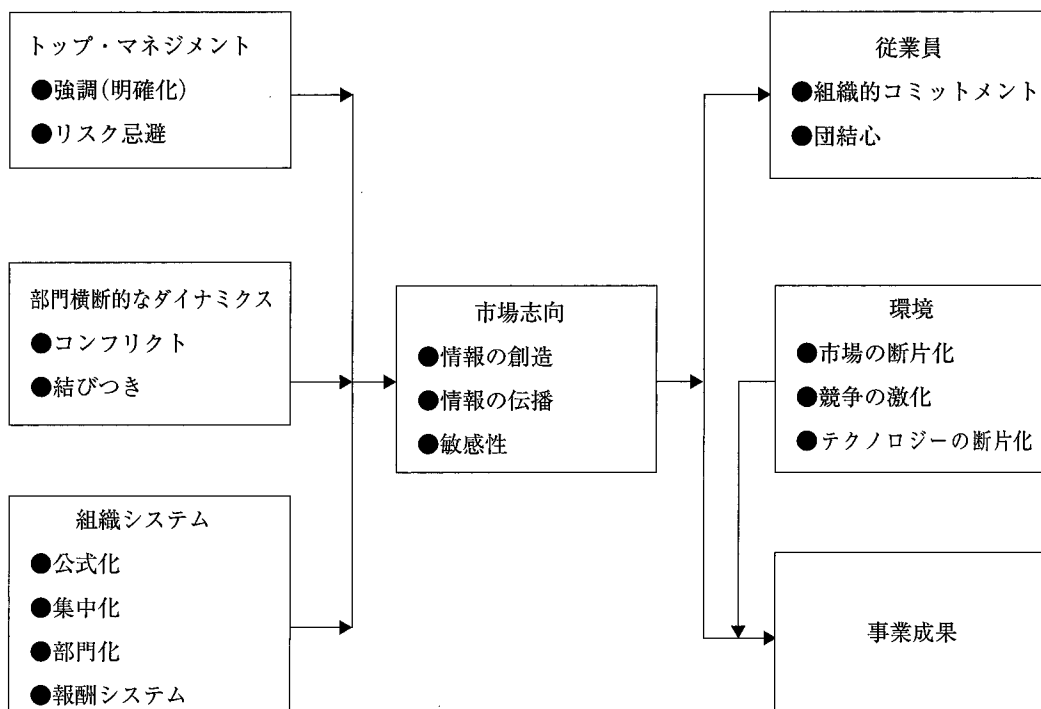 トップ・マネジメント
●強調(明確化)
●リスク忌避
部門横断的なダイナミクス
●コンフリクト
●結びつき
組織システム
●公式化
●集中化
●部門化
●報酬システム
市場志向
●情報の創造
●情報の伝播
●敏感性
従業員
●組織的コミットメント
●団結心
環境
●市場の断片化
●競争の激化
●テクノロジーの断片化
事業成果